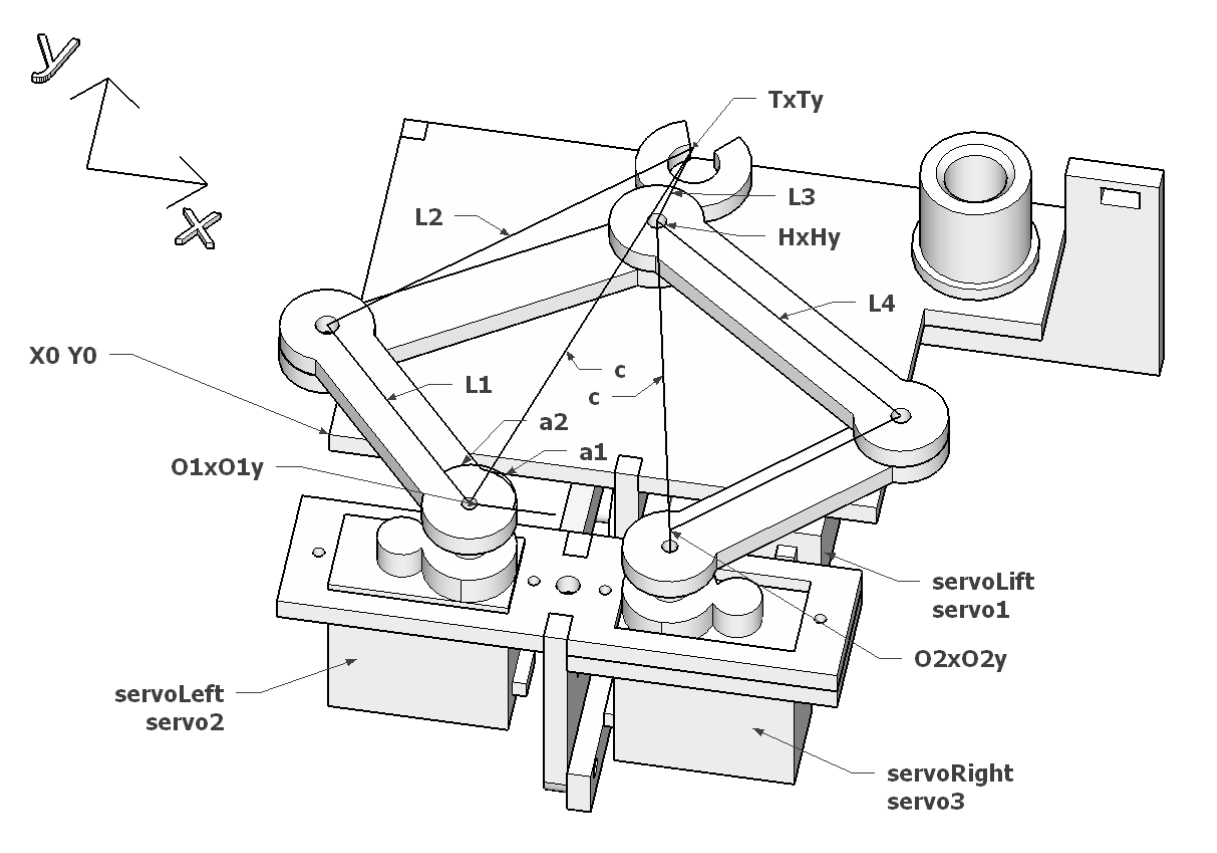 y
TxTy
L3
L2
HxHy
x
L4
X0 Y0
c
L1
c
a2
a1
O1xO1y
servoLift
servo1
O2xO2y
servoLeft
servo2
servoRight
servo3